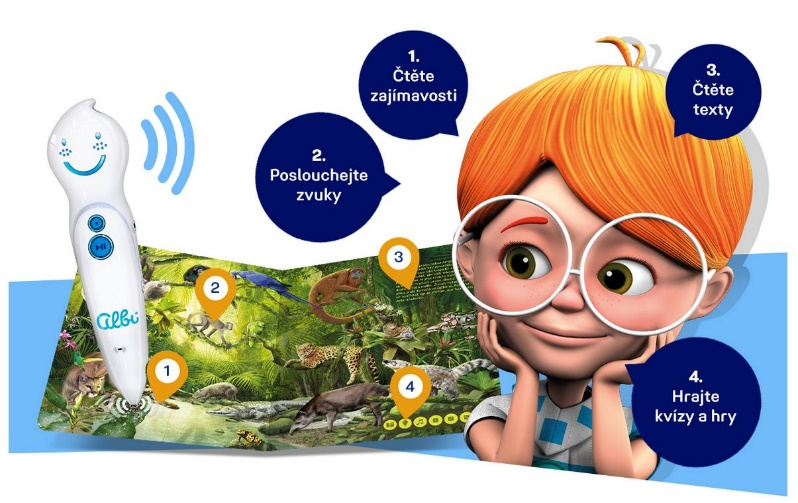 1.
Čtěte
zajímavosti
2.
Poslouchejte
zvuky
3.
Čtěte
texty
4.
Hrajte
kvízy a hry
albi
1
2
3
4